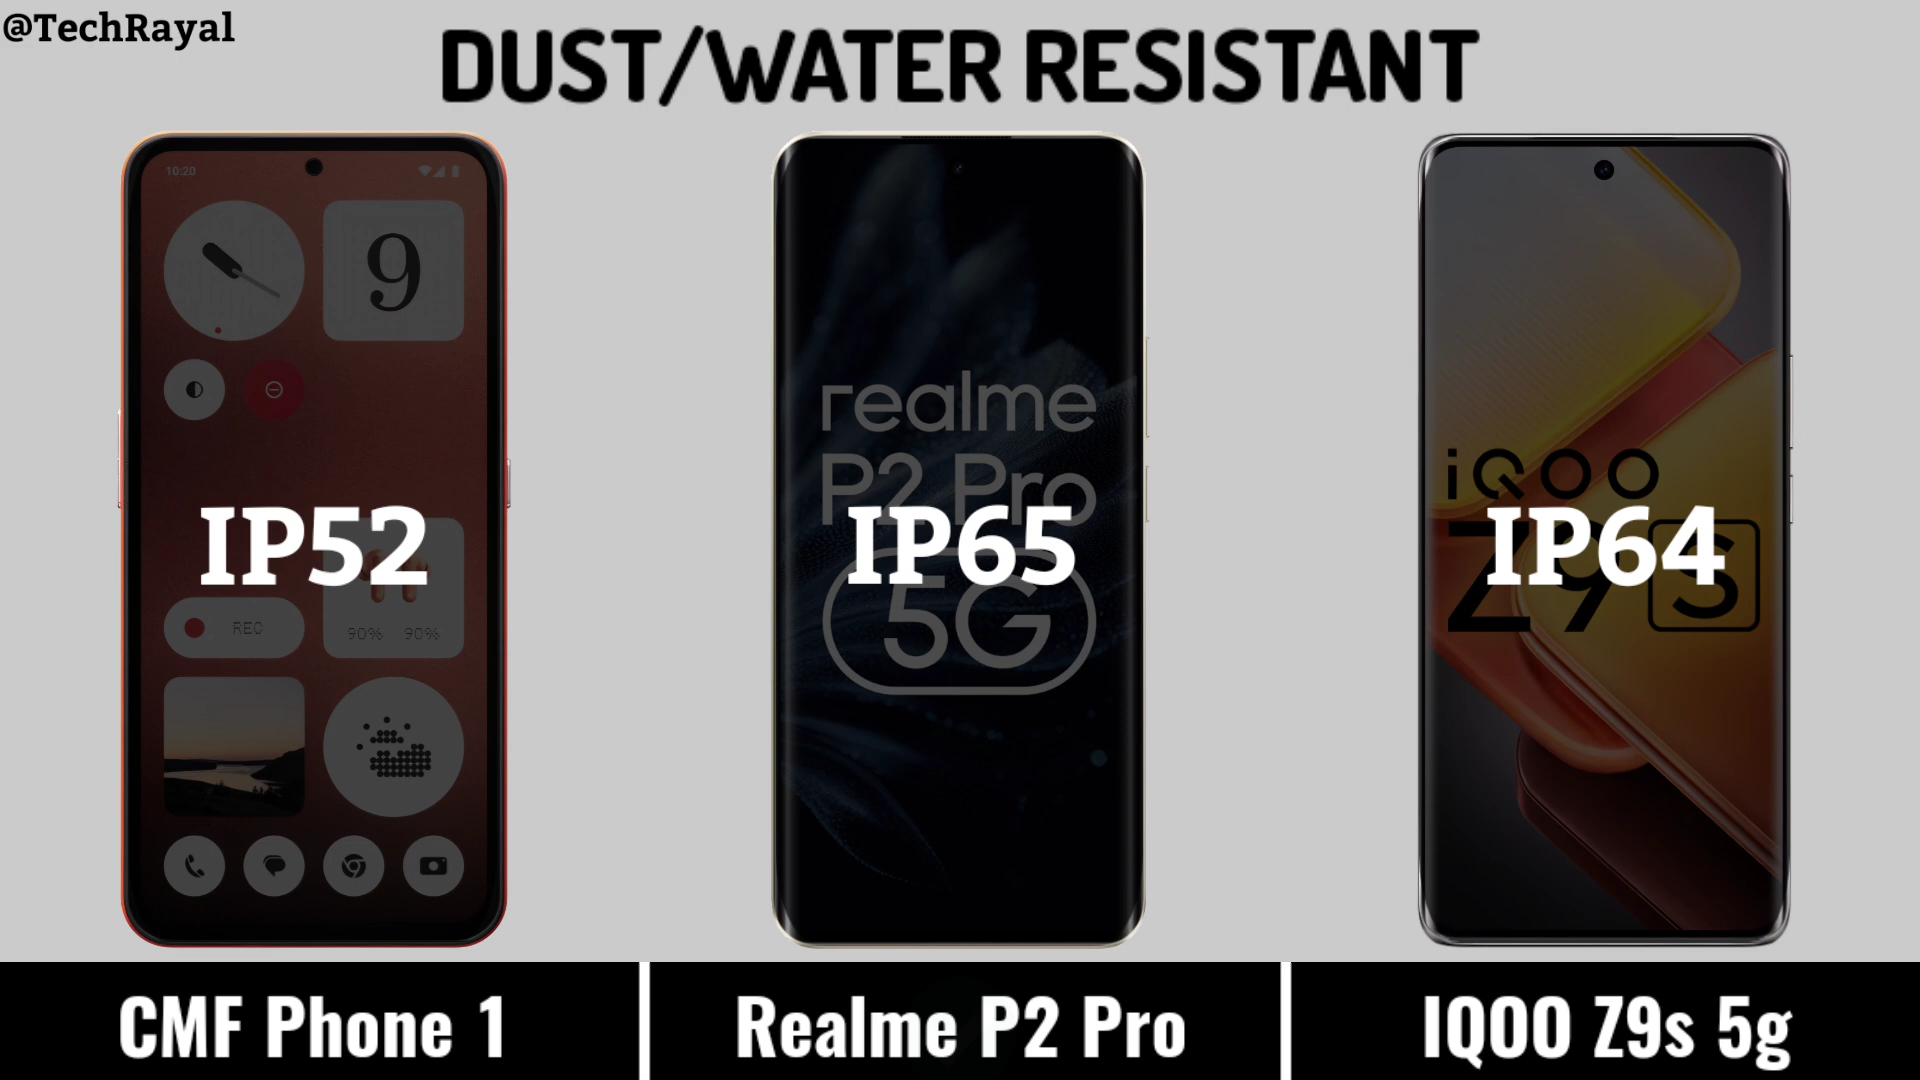 @TechRayal
DUST/WATER RESISTANT
10:20
9
IP52
REC
90% 90%
realme
P2 Pro
IP65
5G
iQOO
Z9S
IP64
CMF Phone 1
Realme P2 Pro
IQOO Z9s 5g